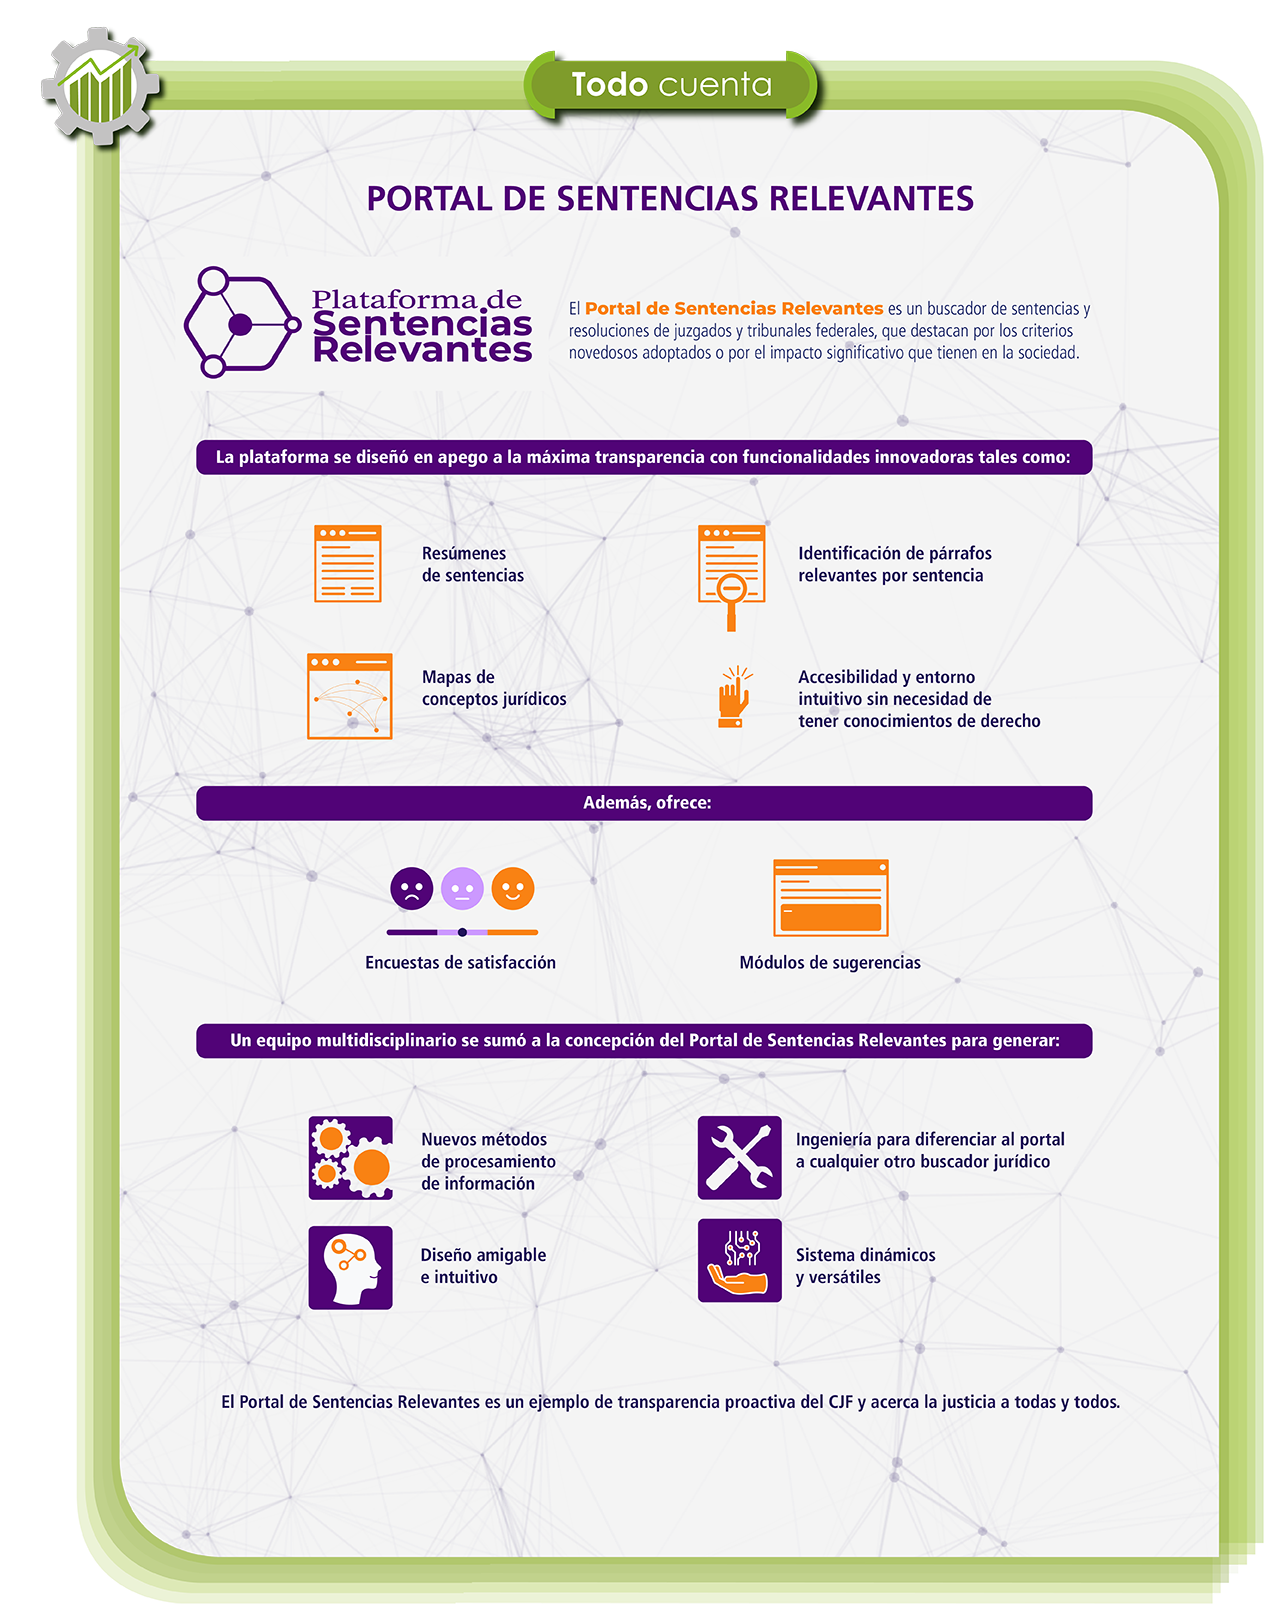 Todo cuenta
PORTAL DE SENTENCIAS RELEVANTES
Plataforma de
Sentencias
Relevantes
El Portal de Sentencias Relevantes es un buscador de sentencias y
resoluciones de juzgados y tribunales federales, que destacan por los criterios
novedosos adoptados o por el impacto significativo que tienen en la sociedad.
La plataforma se diseñó en apego a la máxima transparencia con funcionalidades innovadoras tales como:
Resúmenes
de sentencias
Identificación de párrafos
relevantes por sentencia
Mapas de
conceptos jurídicos
Accesibilidad y entorno
intuitivo sin necesidad de
tener conocimientos de derecho
Además, ofrece:
Encuestas de satisfacción
Módulos de sugerencias
Un equipo multidisciplinario se sumó a la concepción del Portal de Sentencias Relevantes para generar:
Nuevos métodos
de procesamiento
de información
Ingeniería para diferenciar al portal
a cualquier otro buscador jurídico
Diseño amigable
e intuitivo
Sistema dinámicos
y versátiles
El Portal de Sentencias Relevantes es un ejemplo de transparencia proactiva del CJF y acerca la justicia a todas y todos.